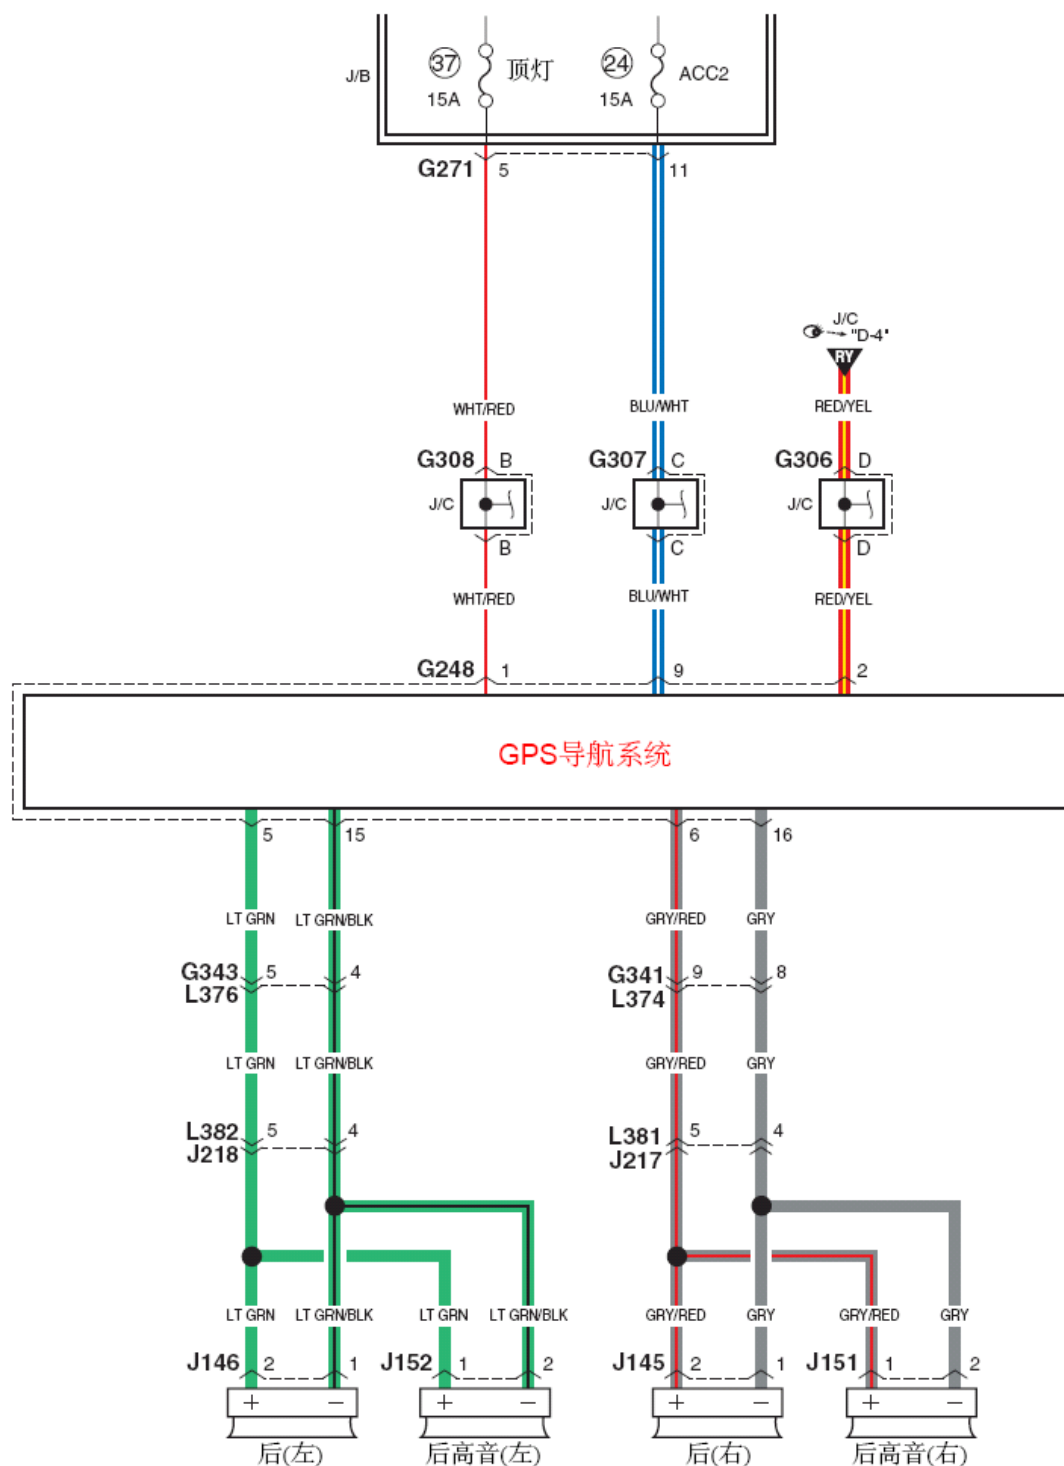 37 顶灯 24 ACC2
J/B
15A 15A
G271 5 11
J/C
"D-4"
RY
WHT/RED BLU/WHT RED/YEL
G308 B G307 C G306 D
J/C J/C J/C
B C D
WHT/RED BLU/WHT RED/YEL
G248 1 9 2
GPS导航系统
5 15 6 16
LT GRN LT GRN/BLK GRY/RED GRY
G343 5 4 G341 9 8
L376 L374
LT GRN LT GRN/BLK GRY/RED GRY
L382 5 4 L381 5 4
J218 J217
LT GRN LT GRN/BLK LT GRN LT GRN/BLK GRY/RED GRY GRY/RED GRY
J146 2 1 J152 1 2 J145 2 1 J151 1 2
+ − + − + − + −
后(左) 后高音(左) 后(右) 后高音(右)